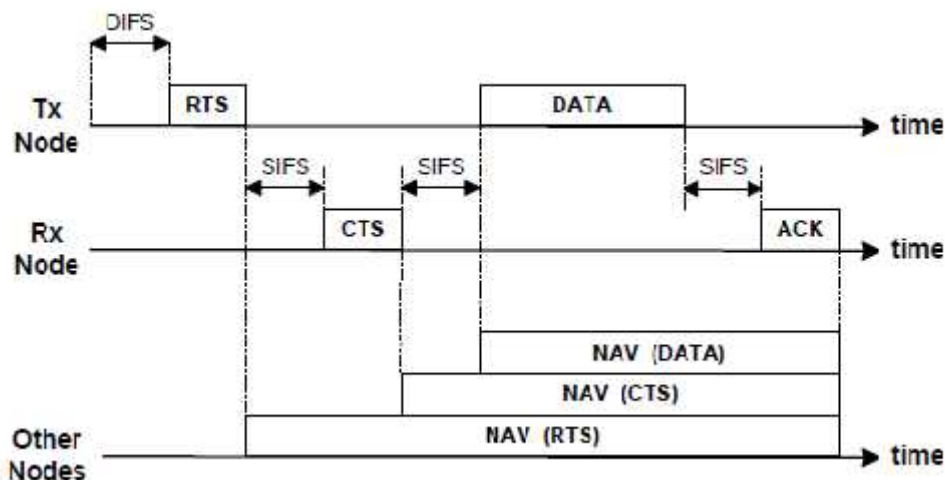 DIFS
RTS
DATA
Tx
Node
time
SIFS
SIFS
SIFS
CTS
ACK
Rx
Node
time
NAV (DATA)
NAV (CTS)
NAV (RTS)
Other
Nodes
time